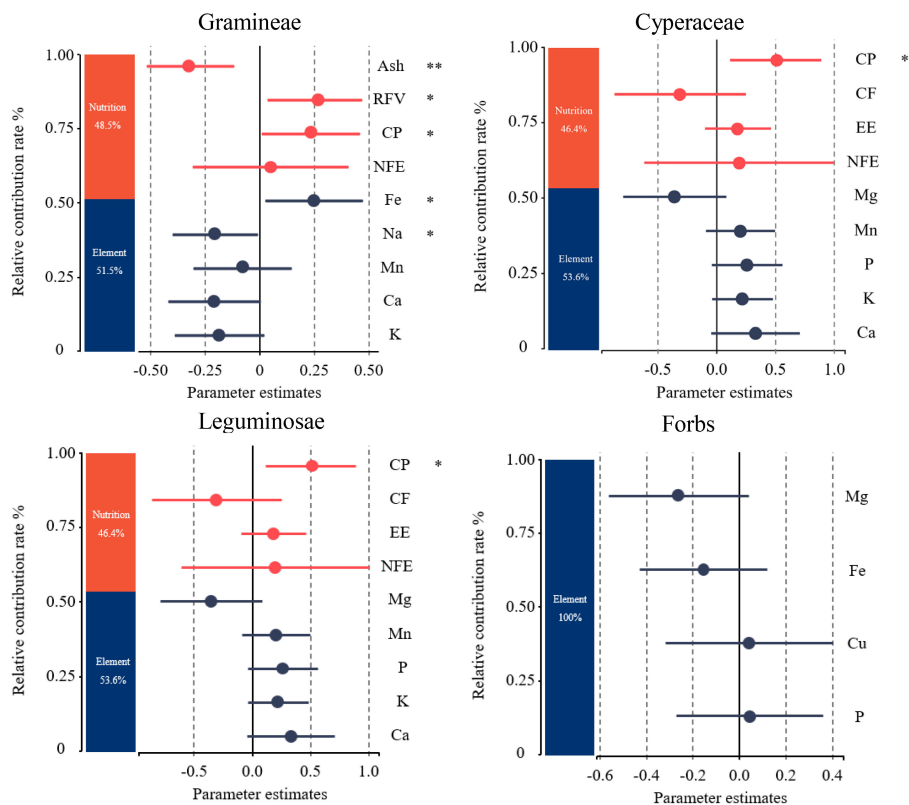 Gramineae
Relative contribution rate %
1.00
0.75
0.50
0.25
0
Nutrition
48.5%
Element
51.5%
Ash **
RFV *
CP *
NFE
Fe *
Na *
Mn
Ca
K
-0.50 -0.25 0 0.25 0.50
Parameter estimates
Cyperaceae
Relative contribution rate %
1.00
0.75
0.50
0.25
0
Nutrition
46.4%
Element
53.6%
CP *
CF
EE
NFE
Mg
Mn
P
K
Ca
-0.5 0.0 0.5 1.0
Parameter estimates
Leguminosae
Relative contribution rate %
1.00
0.75
0.50
0.25
0
Nutrition
46.4%
Element
53.6%
CP *
CF
EE
NFE
Mg
Mn
P
K
Ca
-0.5 0.0 0.5 1.0
Parameter estimates
Forbs
Relative contribution rate %
1.00
0.75
0.50
0.25
0
Element
100%
Mg
Fe
Cu
P
-0.6 -0.4 -0.2 0.0 0.2 0.4
Parameter estimates